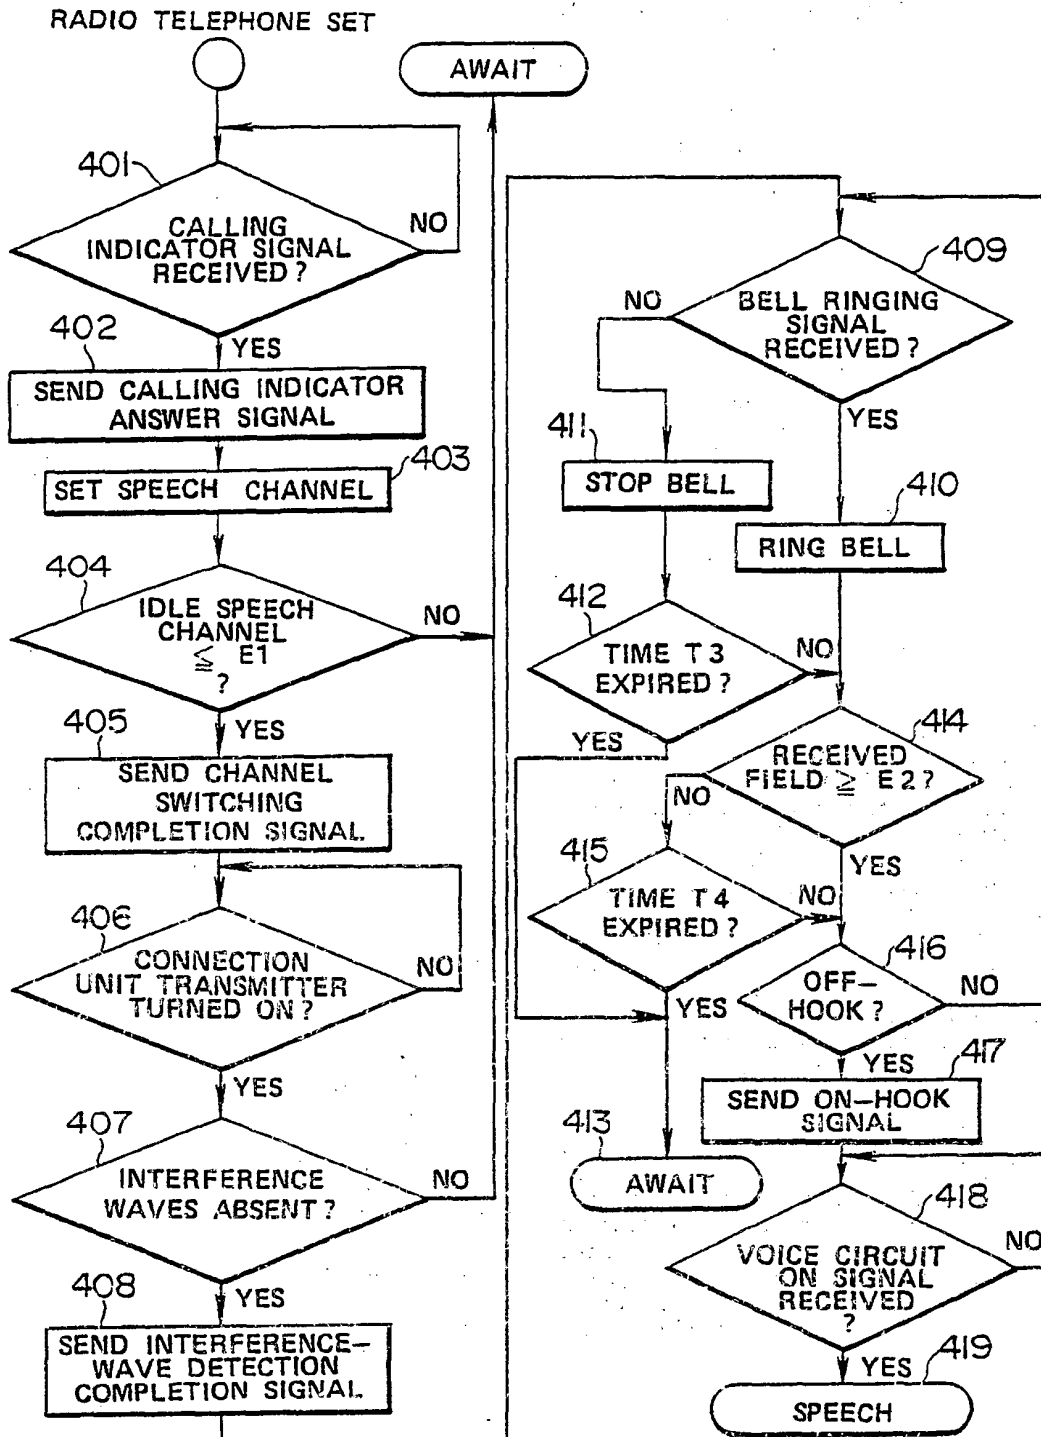 RADIO TELEPHONE SET
AWAIT
401
CALLING
INDICATOR SIGNAL
RECEIVED?
NO
YES
402
SEND CALLING INDICATOR
ANSWER SIGNAL
403
SET SPEECH CHANNEL
404
IDLE SPEECH
CHANNEL
≦ E1
?
NO
YES
405
SEND CHANNEL
SWITCHING
COMPLETION SIGNAL
406
CONNECTION
UNIT TRANSMITTER
TURNED ON?
NO
YES
407
INTERFERENCE
WAVES ABSENT?
NO
YES
408
SEND INTERFERENCE-
WAVE DETECTION
COMPLETION SIGNAL
409
BELL RINGING
SIGNAL
RECEIVED?
NO
YES
411
STOP BELL
410
RING BELL
412
TIME T3
EXPIRED?
NO
YES
414
RECEIVED
FIELD ≧ E2?
NO
YES
415
TIME T4
EXPIRED?
NO
YES
416
OFF-
HOOK?
NO
YES
417
SEND ON-HOOK
SIGNAL
413
AWAIT
418
VOICE CIRCUIT
ON SIGNAL
RECEIVED
?
NO
YES
419
SPEECH